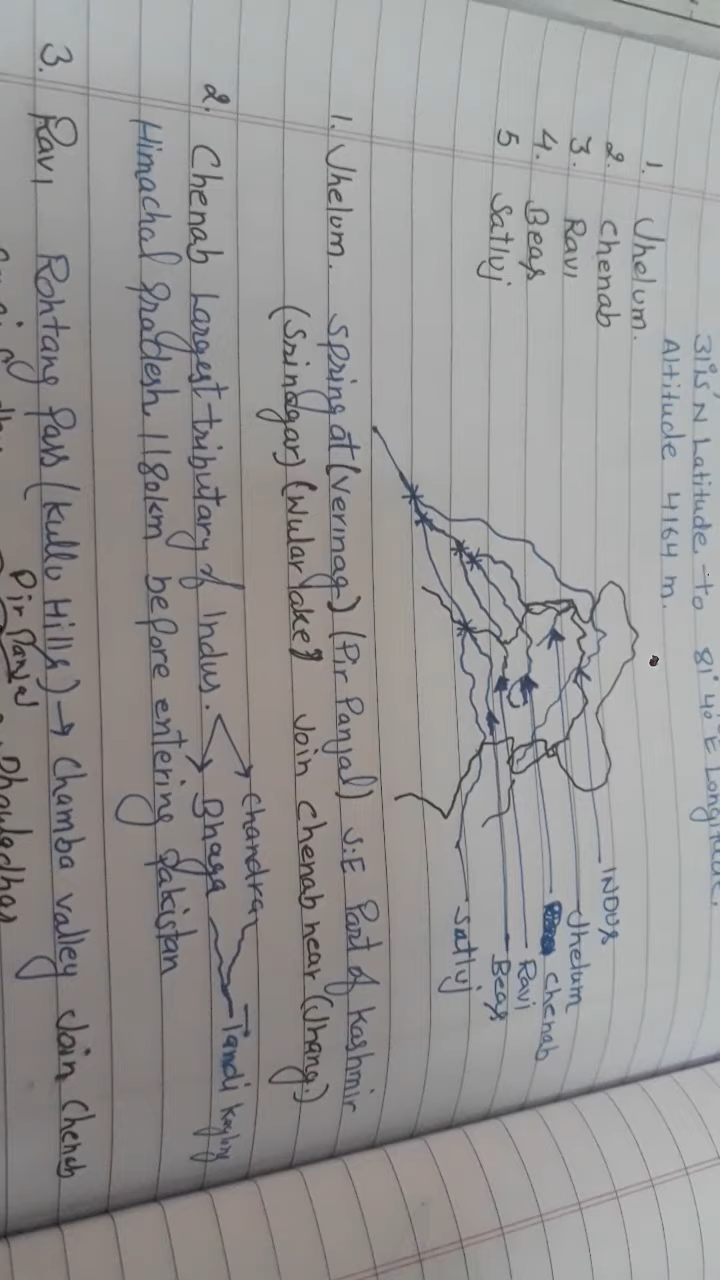 31°15' N Latitude to 81° 40' E
Altitude 4164 m.
1. Jhelum.
2. Chenab
3. Ravi
4. Beas
5 Satluj
INDUS
Jhelum
Chenab
Ravi
Beas
Satluj
1. Jhelum. Spring at (Verinag) (Pir Panjal) S.E Part of Kashmir
(Srinagar) (Wular lake) Join Chenab near (Jhang.)
2. Chenab Largest tributary of Indus. Chandra
Bhaga Tandi
Himachal Pradesh 1180km before entering Pakistan
3. Ravi Rohtang Pass (Kullu Hills) → Chamba valley Join Chenab
Pir Panjal